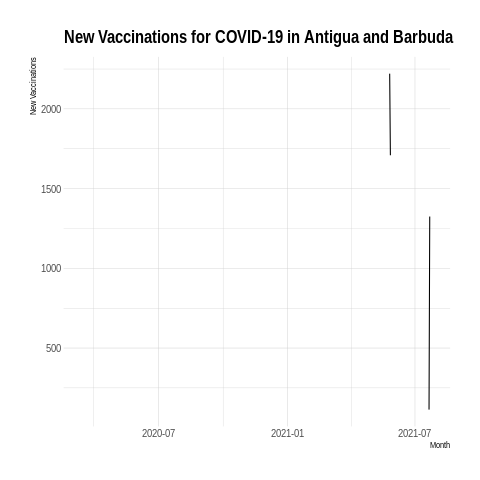 New Vaccinations for COVID-19 in Antigua and Barbuda
New Vaccinations
2000
1500
1000
500
2020-07
2021-01
2021-07
Month